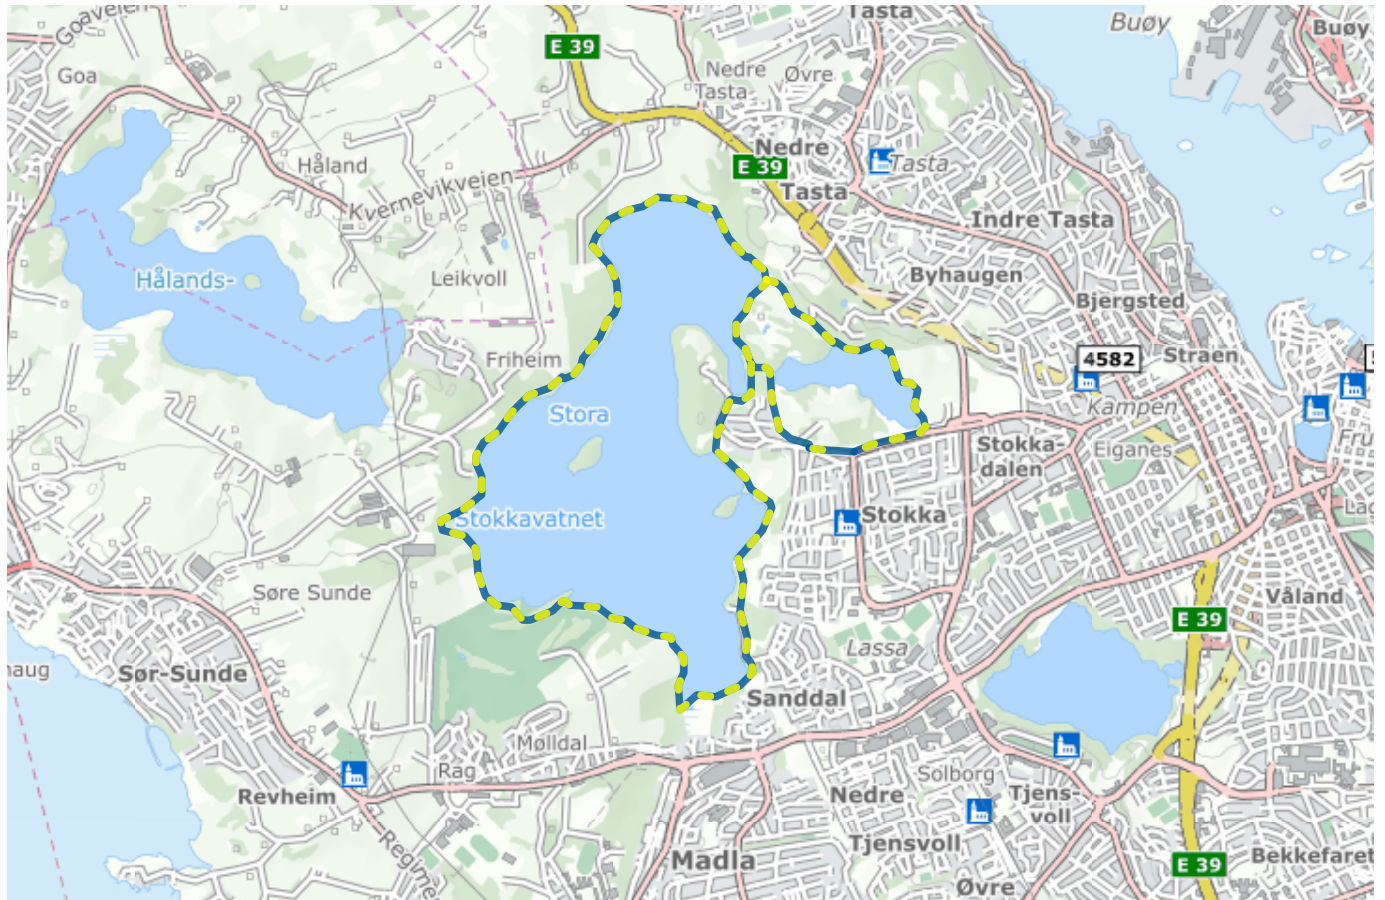 Goaveien
Tasta
Buøy
Buøy
E 39
Goa
Nedre
Tasta
Øvre
Nedre
Tasta
E 39
Håland
Tasta
Kvernevikveien
Indre Tasta
Hålands-
Leikvoll
Byhaugen
Bjergsted
Friheim
4582
Straen
Stora
Kampen
Stokka-
dalen
Eiganes
Stokkavatnet
Stokka
Søre Sunde
Våland
E 39
Lassa
Sør-Sunde
Sanddal
Mølldal
Rag
Revheim
Solborg
Nedre
Tjensvoll
Tjens-
voll
Madla
Bekkefaret
E 39
Øvre